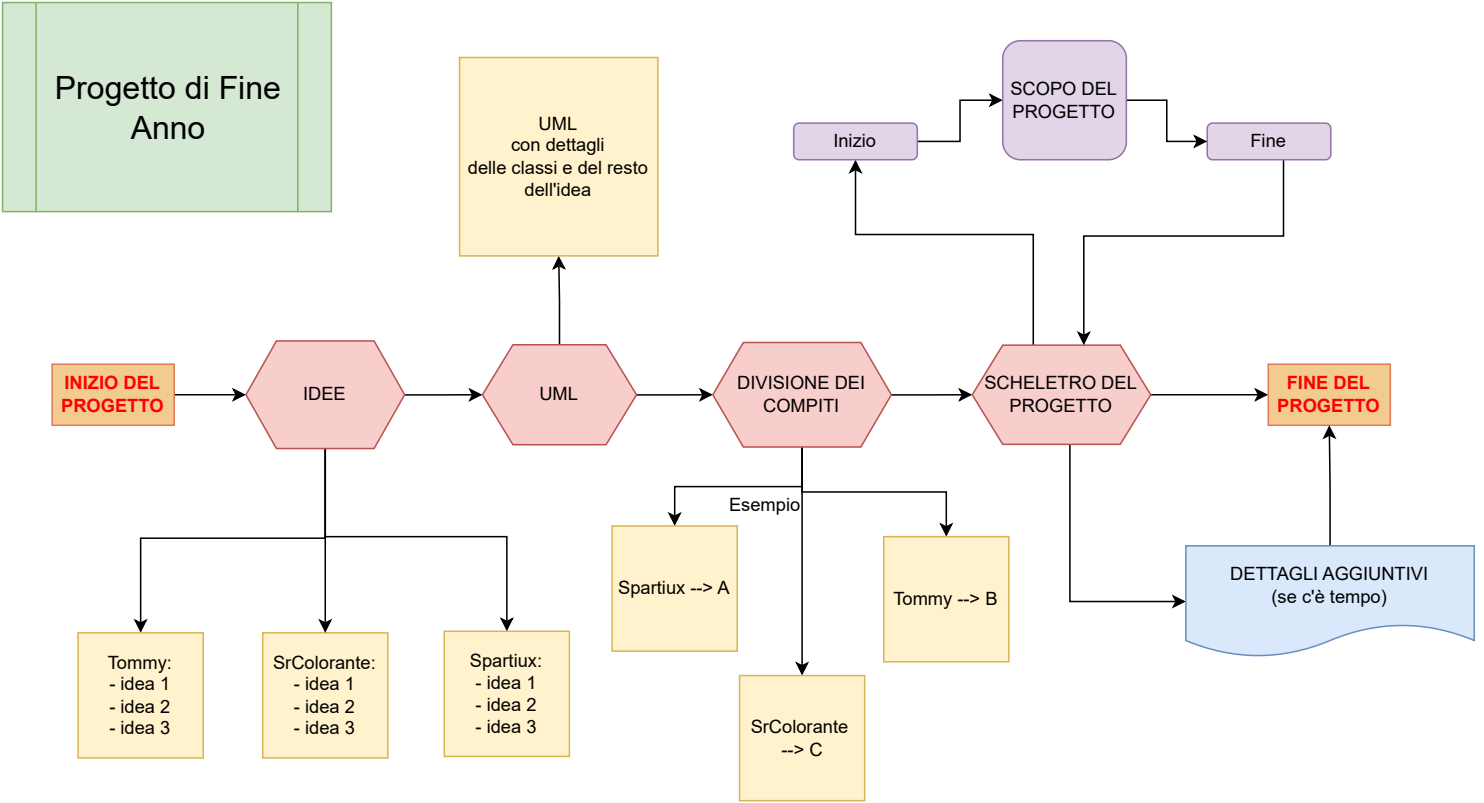 Progetto di Fine
Anno
UML
con dettagli
delle classi e del resto
dell'idea
Inizio
SCOPO DEL
PROGETTO
Fine
INIZIO DEL
PROGETTO
IDEE
UML
DIVISIONE DEI
COMPITI
SCHELETRO DEL
PROGETTO
FINE DEL
PROGETTO
Esempio
Spartiux --> A
Tommy --> B
SrColorante
--> C
DETTAGLI AGGIUNTIVI
(se c'è tempo)
Tommy:
- idea 1
- idea 2
- idea 3
SrColorante:
- idea 1
- idea 2
- idea 3
Spartiux:
- idea 1
- idea 2
- idea 3